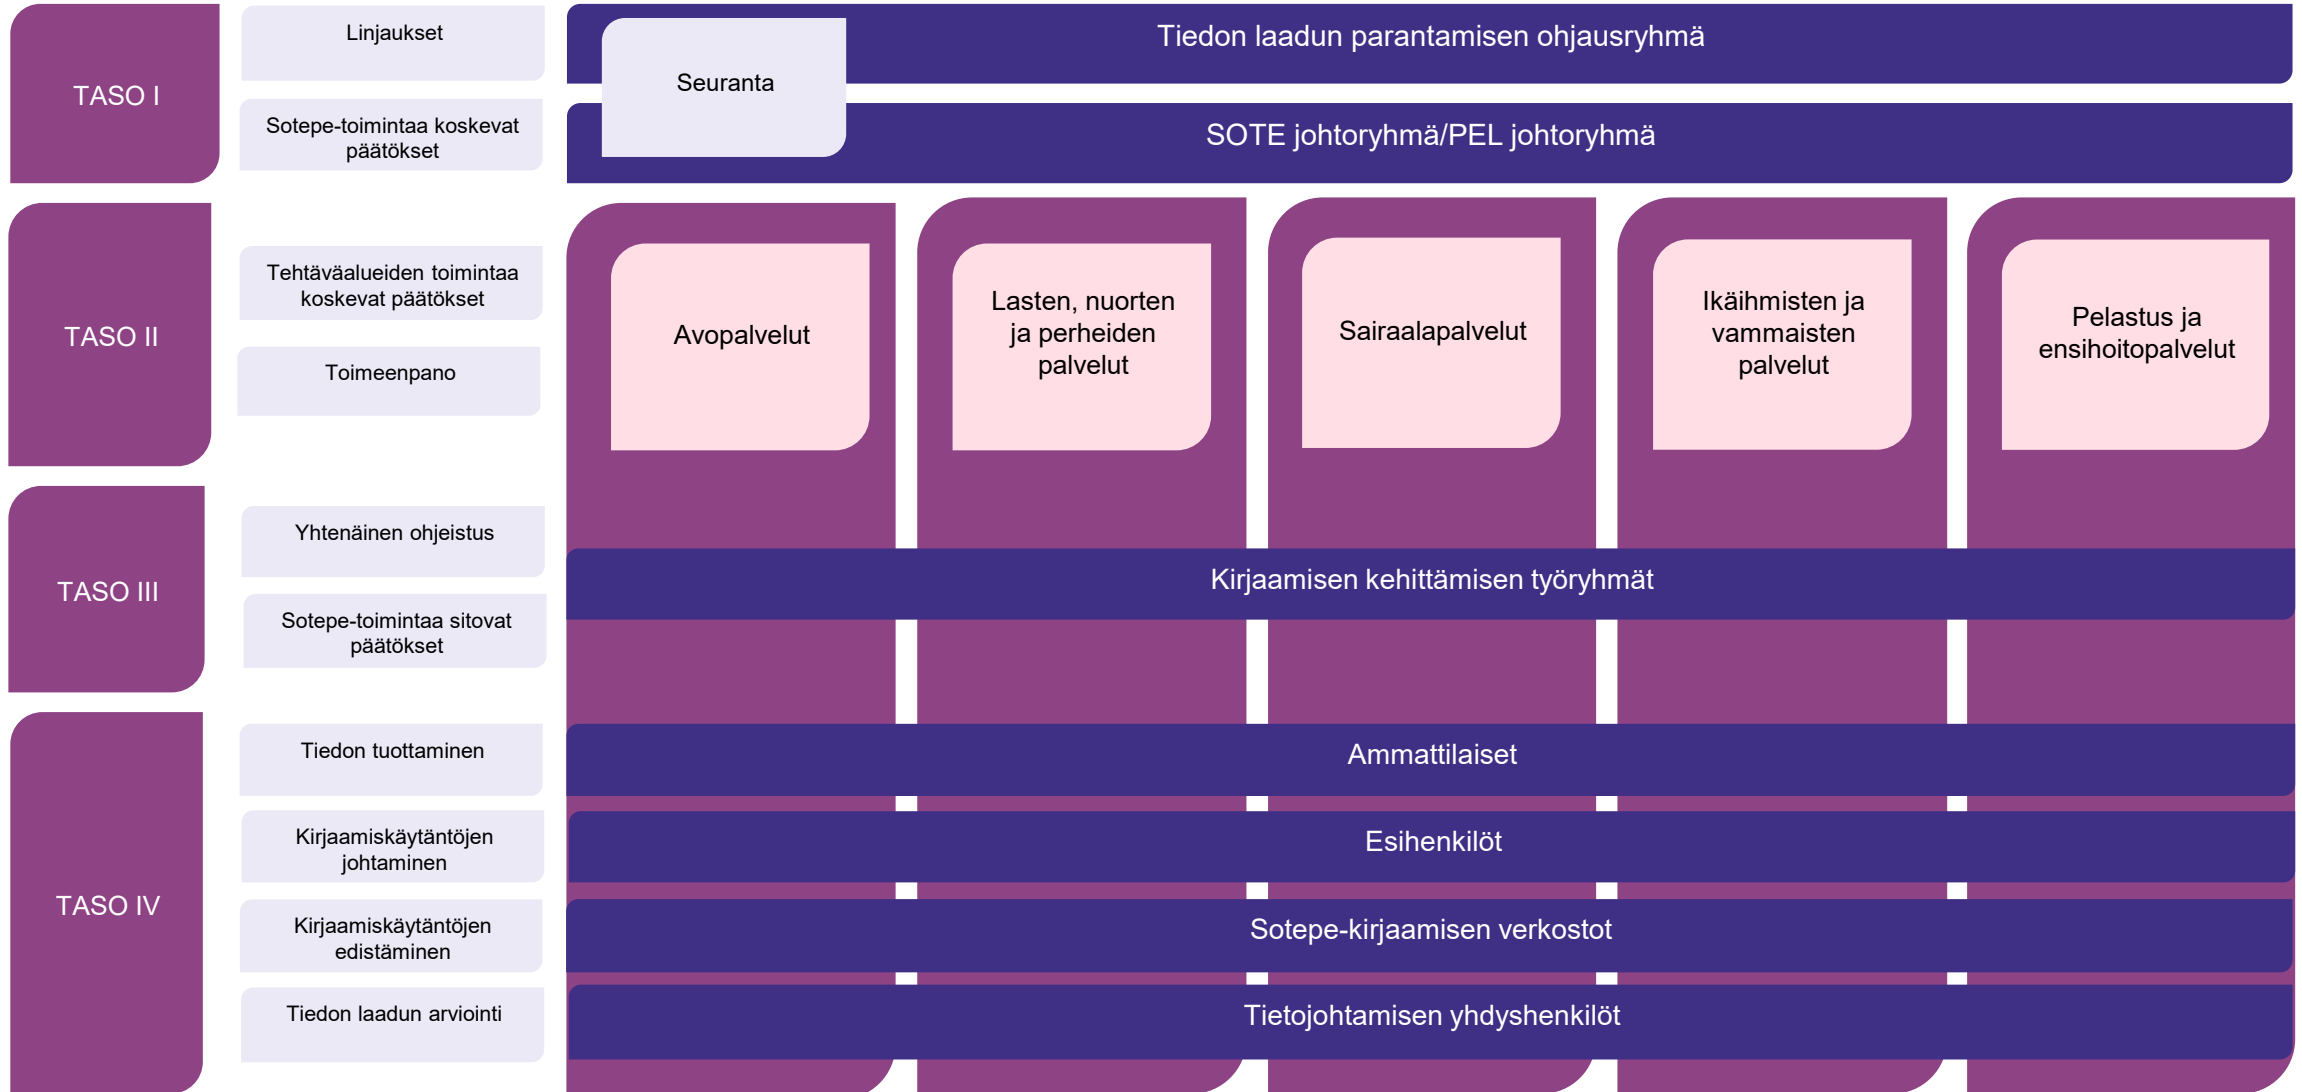 TASO I
Linjaukset
Sotepe-toimintaa koskevat
päätökset
Seuranta
Tiedon laadun parantamisen ohjausryhmä
SOTE johtoryhmä/PEL johtoryhmä
TASO II
Tehtäväalueiden toimintaa
koskevat päätökset
Toimeenpano
Avopalvelut
Lasten, nuorten
ja perheiden
palvelut
Sairaalapalvelut
Ikäihmisten ja
vammaisten
palvelut
Pelastus ja
ensihoitopalvelut
TASO III
Yhtenäinen ohjeistus
Sotepe-toimintaa sitovat
päätökset
Kirjaamisen kehittämisen työryhmät
TASO IV
Tiedon tuottaminen
Ammattilaiset
Kirjaamiskäytäntöjen
johtaminen
Esihenkilöt
Kirjaamiskäytäntöjen
edistäminen
Sotepe-kirjaamisen verkostot
Tiedon laadun arviointi
Tietojohtamisen yhdyshenkilöt